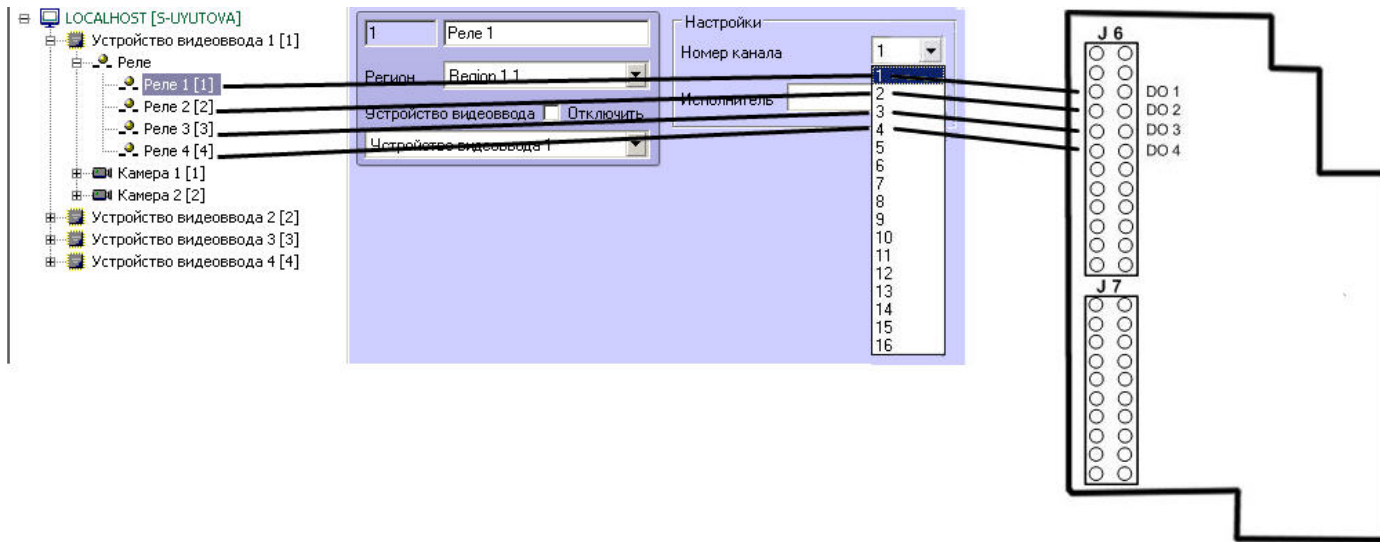 LOCALHOST [S-UYUTOVA]
Устройство видеоввода 1 [1]
Реле
Реле 1 [1]
Реле 2 [2]
Реле 3 [3]
Реле 4 [4]
Камера 1 [1]
Камера 2 [2]
Устройство видеоввода 2 [2]
Устройство видеоввода 3 [3]
Устройство видеоввода 4 [4]
1
Реле 1
Регион
Region 1.1
Устройство видеоввода
Отключить
Устройство видеоввода 1
Настройки
Номер канала
1
Исполнитель
1
2
3
4
5
6
7
8
9
10
11
12
13
14
15
16
J 6
DO 1
DO 2
DO 3
DO 4
J 7